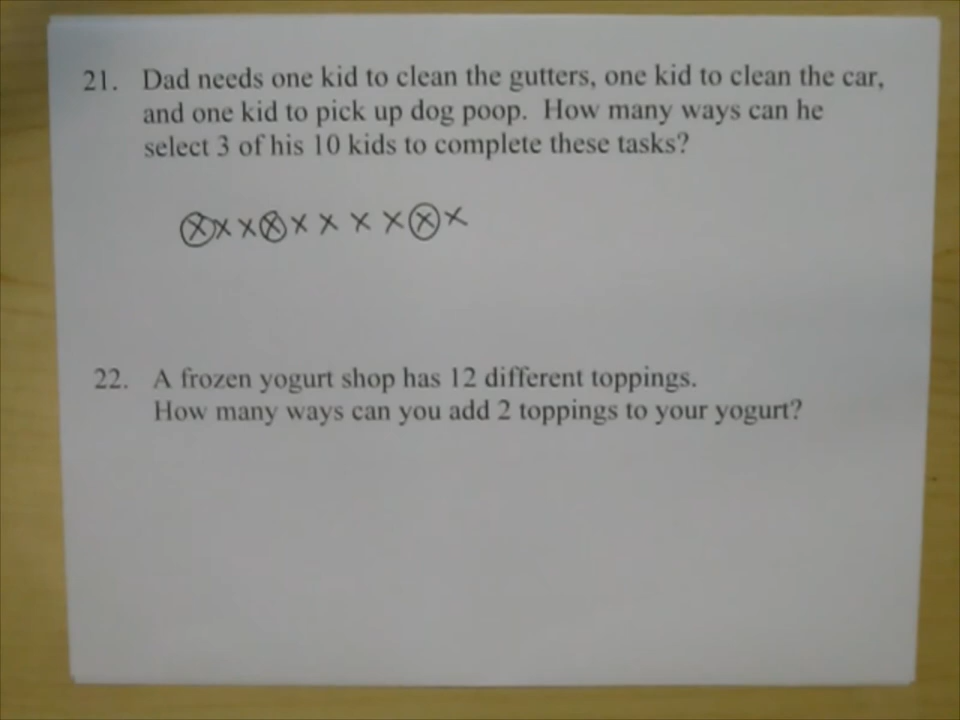 21. Dad needs one kid to clean the gutters, one kid to clean the car,
and one kid to pick up dog poop. How many ways can he
select 3 of his 10 kids to complete these tasks?
x x x x x x x x x x
22. A frozen yogurt shop has 12 different toppings.
How many ways can you add 2 toppings to your yogurt?